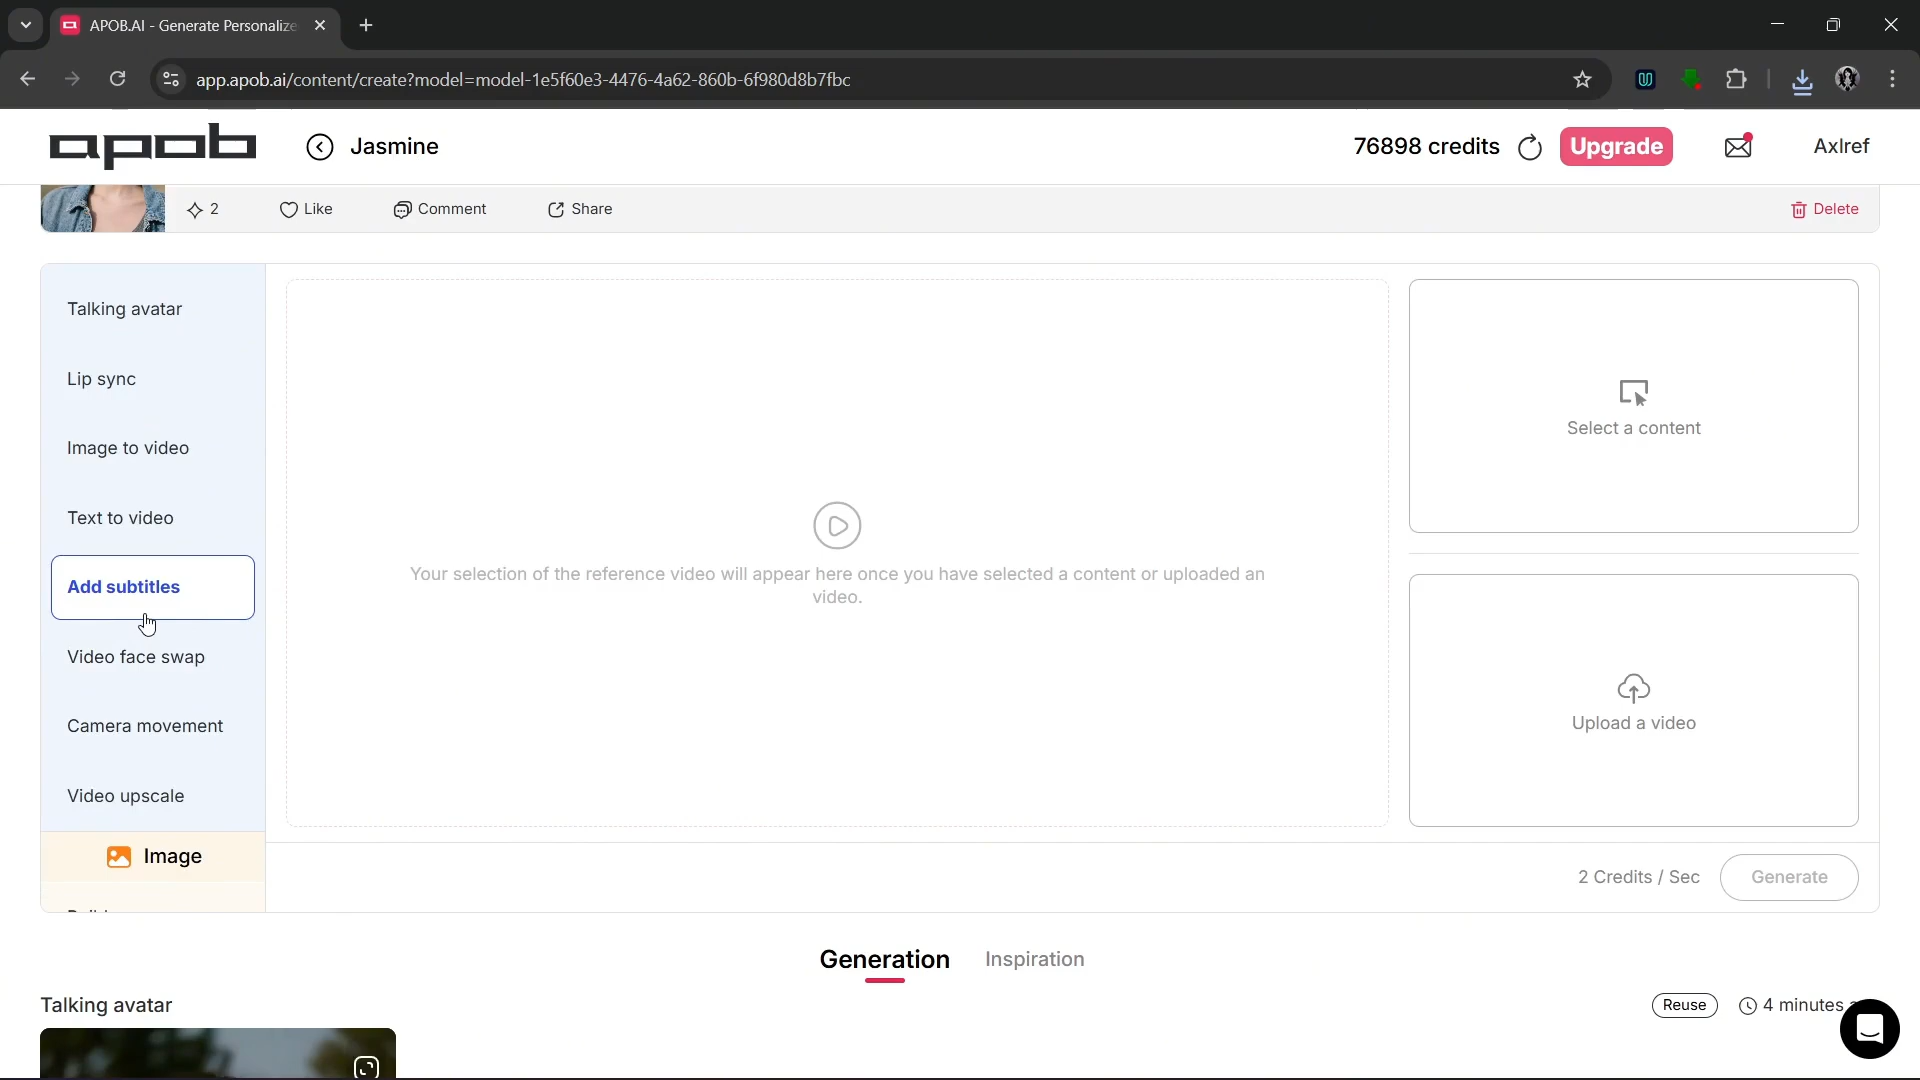 APOB.AI - Generate Personalize
app.apob.ai/content/create?model=model-1e5f60e3-4476-4a62-860b-6f980d8b7fbc
apob
Jasmine
76898 credits
Upgrade
Axlref
2
Like
Comment
Share
Delete
Talking avatar
Lip sync
Image to video
Text to video
Add subtitles
Video face swap
Camera movement
Video upscale
Image
Your selection of the reference video will appear here once you have selected a content or uploaded an
video.
Select a content
Upload a video
2 Credits / Sec
Generate
Generation
Inspiration
Talking avatar
Reuse
4 minutes